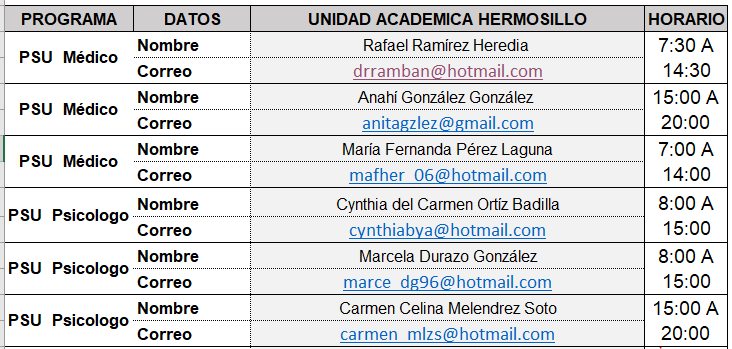 PROGRAMA DATOS UNIDAD ACADEMICA HERMOSILLO HORARIO
PSU Médico Nombre Rafael Ramírez Heredia 7:30 A
Correo drramban@hotmail.com 14:30
PSU Médico Nombre Anahí González González 15:00 A
Correo anitagzlez@gmail.com 20:00
PSU Médico Nombre María Fernanda Pérez Laguna 7:00 A
Correo mafher_06@hotmail.com 14:00
PSU Psicologo Nombre Cynthia del Carmen Ortíz Badilla 8:00 A
Correo cynthiabya@hotmail.com 15:00
PSU Psicologo Nombre Marcela Durazo González 8:00 A
Correo marce_dg96@hotmail.com 15:00
PSU Psicologo Nombre Carmen Celina Melendrez Soto 15:00 A
Correo carmen_mlzs@hotmail.com 20:00